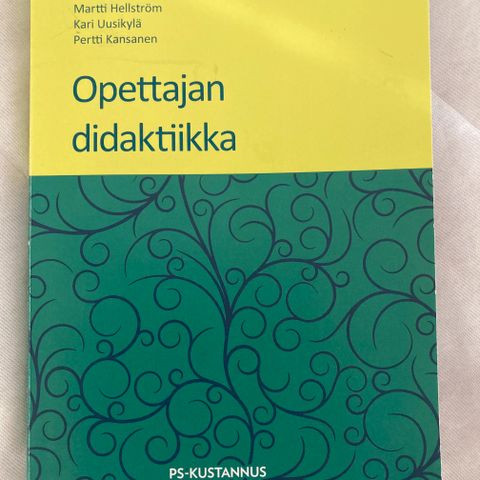 Martti Hellström
Kari Uusikylä
Pertti Kansanen
Opettajan
didaktiikka
PS-KUSTANNUS